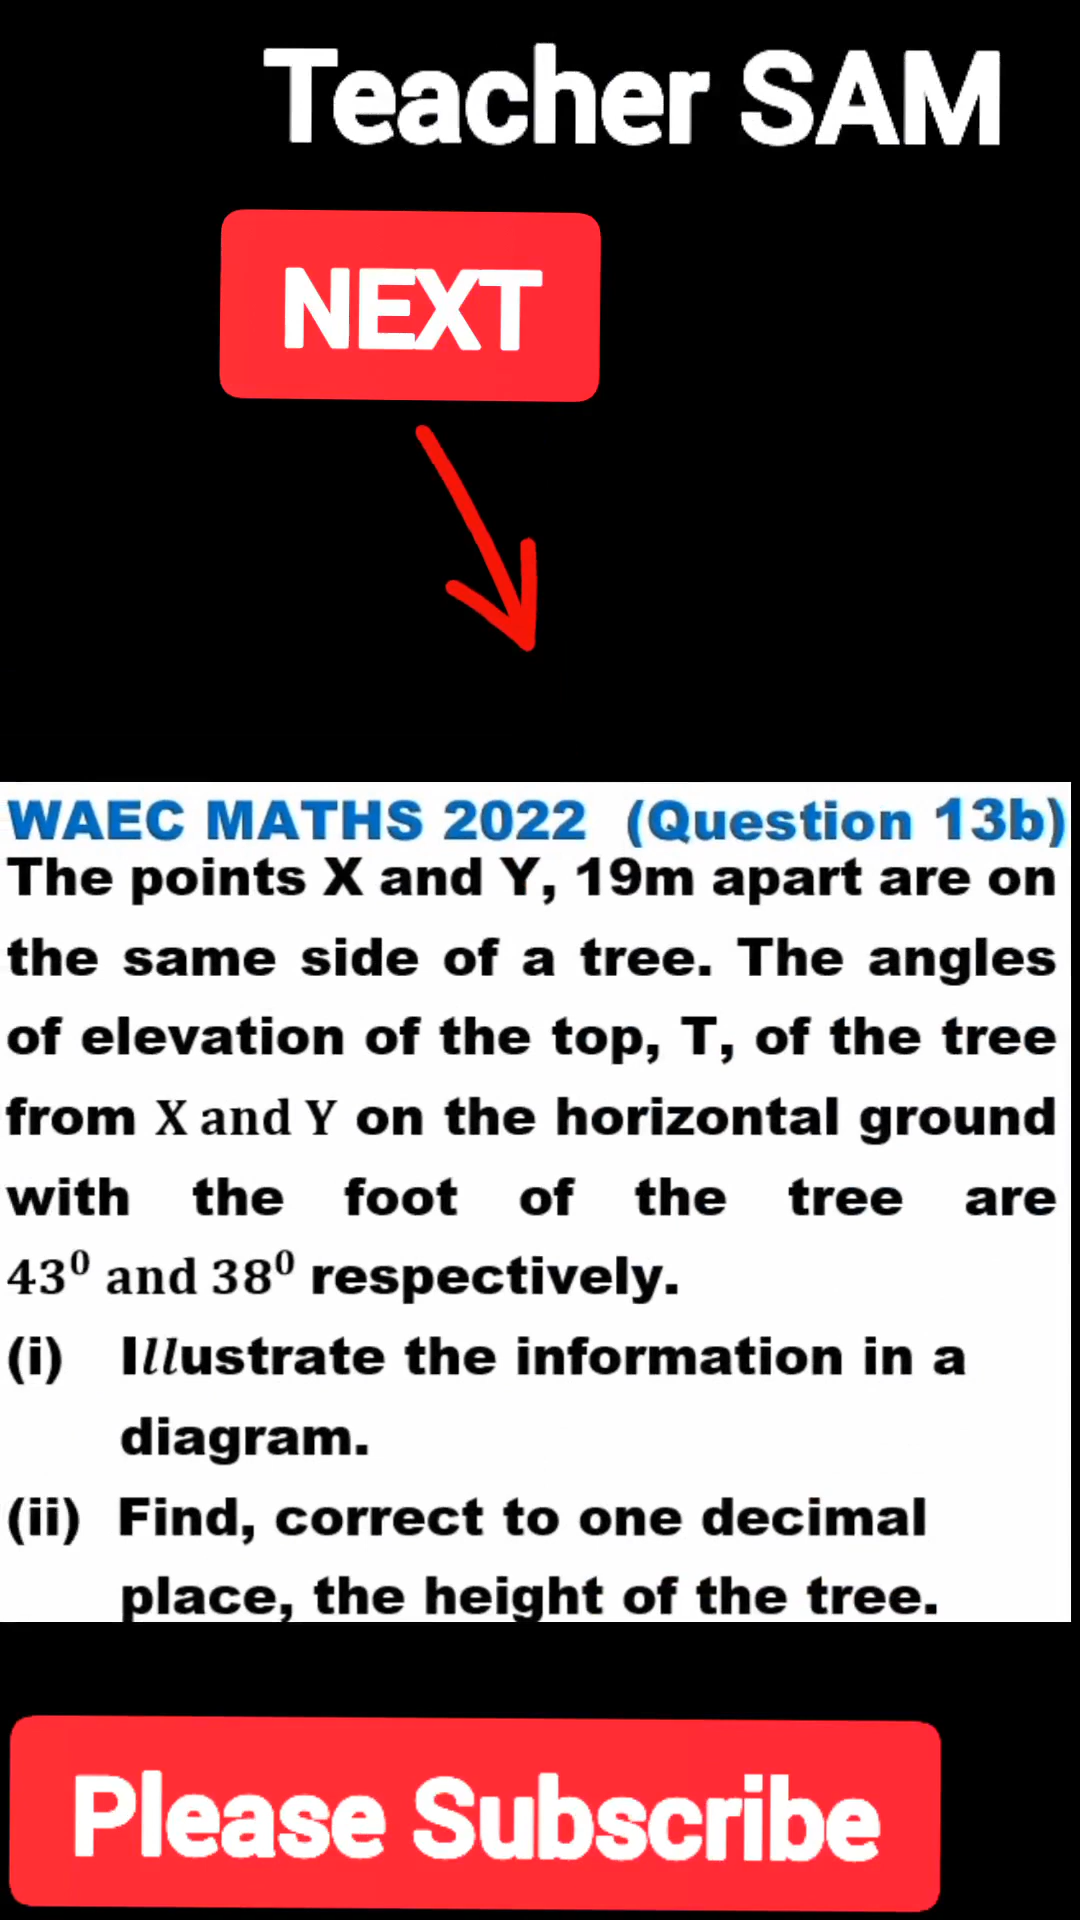 Teacher SAM
NEXT
WAEC MATHS 2022 (Question 13b)
The points X and Y, 19m apart are on
the same side of a tree. The angles
of elevation of the top, T, of the tree
from X and Y on the horizontal ground
with the foot of the tree are
43⁰ and 38⁰ respectively.
(i) Illustrate the information in a
diagram.
(ii) Find, correct to one decimal
place, the height of the tree.
Please Subscribe